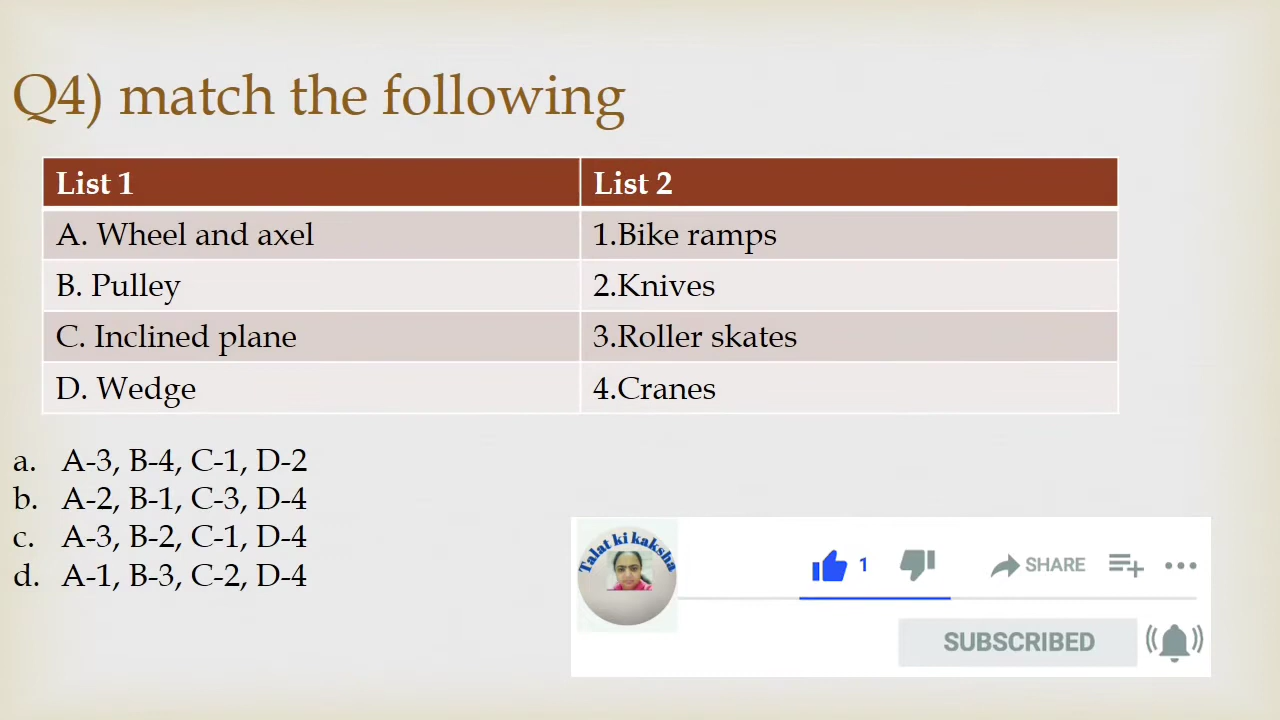 Q4) match the following
List 1 List 2
A. Wheel and axel 1.Bike ramps
B. Pulley 2.Knives
C. Inclined plane 3.Roller skates
D. Wedge 4.Cranes
a. A-3, B-4, C-1, D-2
b. A-2, B-1, C-3, D-4
c. A-3, B-2, C-1, D-4
d. A-1, B-3, C-2, D-4
Talat ki kaksha
1 SHARE
SUBSCRIBED